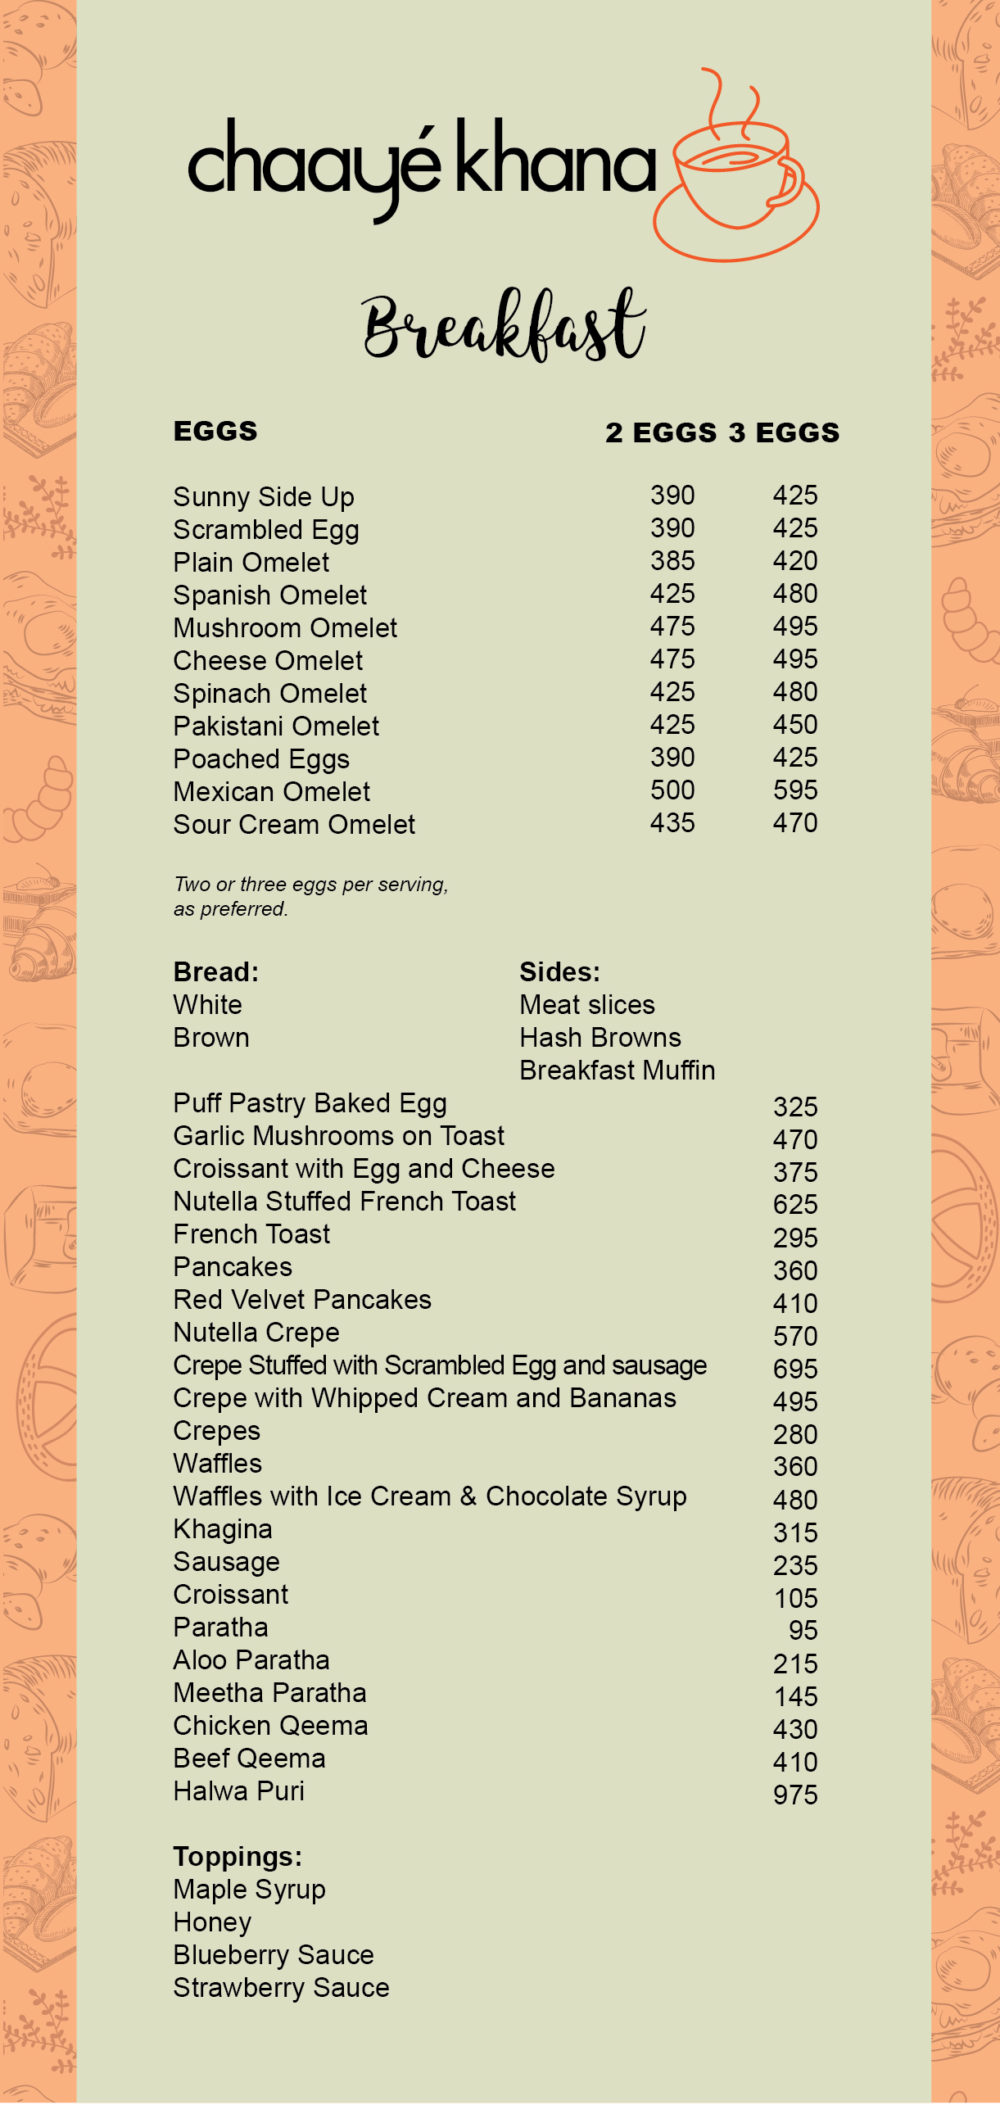 chaayé khana
Breakfast
EGGS 2 EGGS 3 EGGS
Sunny Side Up 390 425
Scrambled Egg 390 425
Plain Omelet 385 420
Spanish Omelet 425 480
Mushroom Omelet 475 495
Cheese Omelet 475 495
Spinach Omelet 425 480
Pakistani Omelet 425 450
Poached Eggs 390 425
Mexican Omelet 500 595
Sour Cream Omelet 435 470
Two or three eggs per serving,
as preferred.
Bread: Sides:
White Meat slices
Brown Hash Browns
Breakfast Muffin
Puff Pastry Baked Egg 325
Garlic Mushrooms on Toast 470
Croissant with Egg and Cheese 375
Nutella Stuffed French Toast 625
French Toast 295
Pancakes 360
Red Velvet Pancakes 410
Nutella Crepe 570
Crepe Stuffed with Scrambled Egg and sausage 695
Crepe with Whipped Cream and Bananas 495
Crepes 280
Waffles 360
Waffles with Ice Cream & Chocolate Syrup 480
Khagina 315
Sausage 235
Croissant 105
Paratha 95
Aloo Paratha 215
Meetha Paratha 145
Chicken Qeema 430
Beef Qeema 410
Halwa Puri 975
Toppings:
Maple Syrup
Honey
Blueberry Sauce
Strawberry Sauce